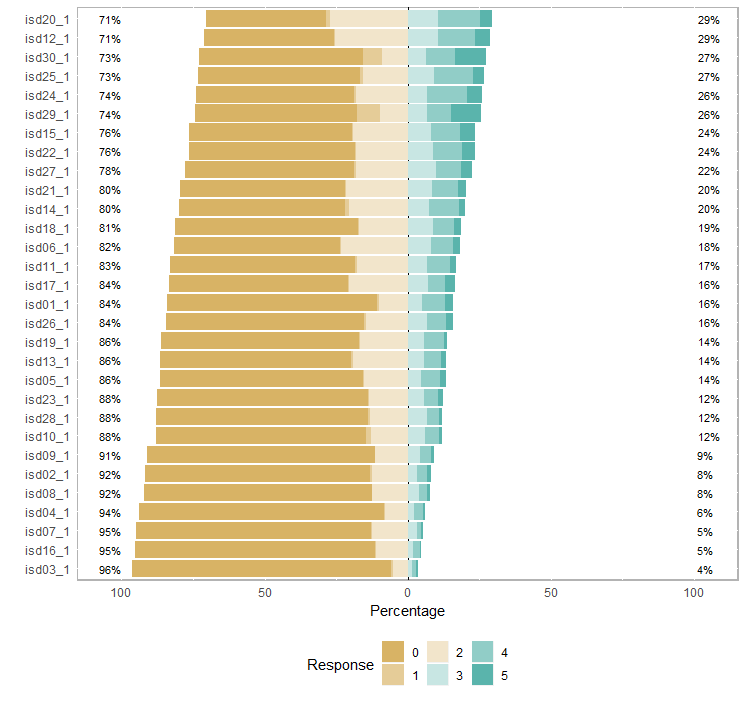 isd20_1 71% 29%
isd12_1 71% 29%
isd30_1 73% 27%
isd25_1 73% 27%
isd24_1 74% 26%
isd29_1 74% 26%
isd15_1 76% 24%
isd22_1 76% 24%
isd27_1 78% 22%
isd21_1 80% 20%
isd14_1 80% 20%
isd18_1 81% 19%
isd06_1 82% 18%
isd11_1 83% 17%
isd17_1 84% 16%
isd01_1 84% 16%
isd26_1 84% 16%
isd19_1 86% 14%
isd13_1 86% 14%
isd05_1 86% 14%
isd23_1 88% 12%
isd28_1 88% 12%
isd10_1 88% 12%
isd09_1 91% 9%
isd02_1 92% 8%
isd08_1 92% 8%
isd04_1 94% 6%
isd07_1 95% 5%
isd16_1 95% 5%
isd03_1 96% 4%
100 50 0 50 100
Percentage
Response
0 2 4
1 3 5